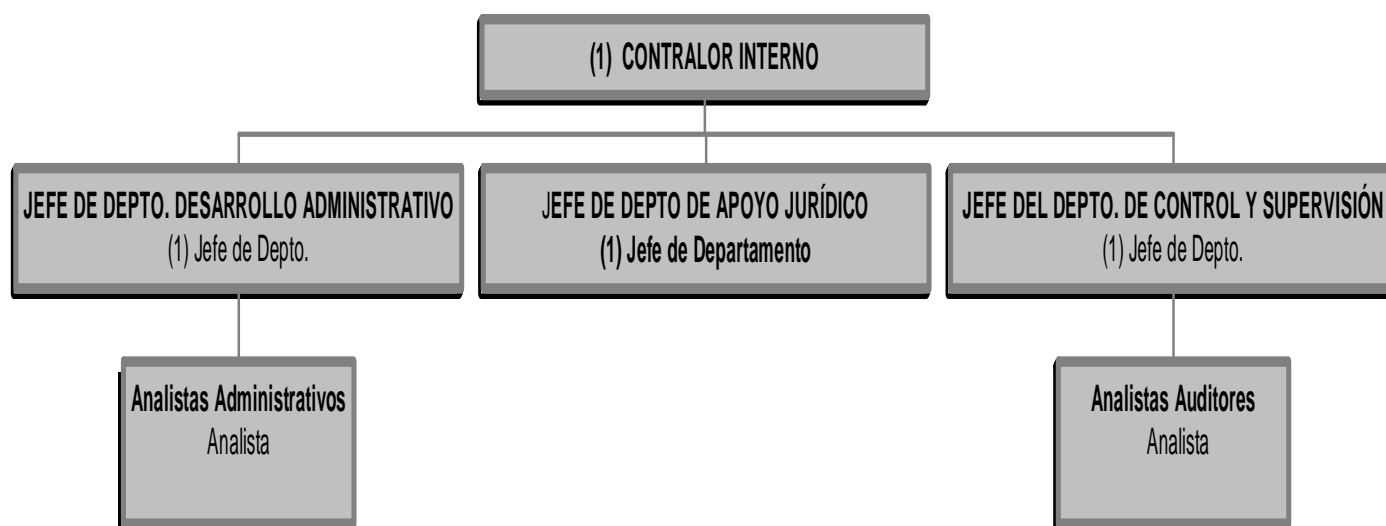 (1) CONTRALOR INTERNO
JEFE DE DEPTO. DESARROLLO ADMINISTRATIVO
(1) Jefe de Depto.
JEFE DE DEPTO DE APOYO JURÍDICO
(1) Jefe de Departamento
JEFE DEL DEPTO. DE CONTROL Y SUPERVISIÓN
(1) Jefe de Depto.
Analistas Administrativos
Analista
Analistas Auditores
Analista